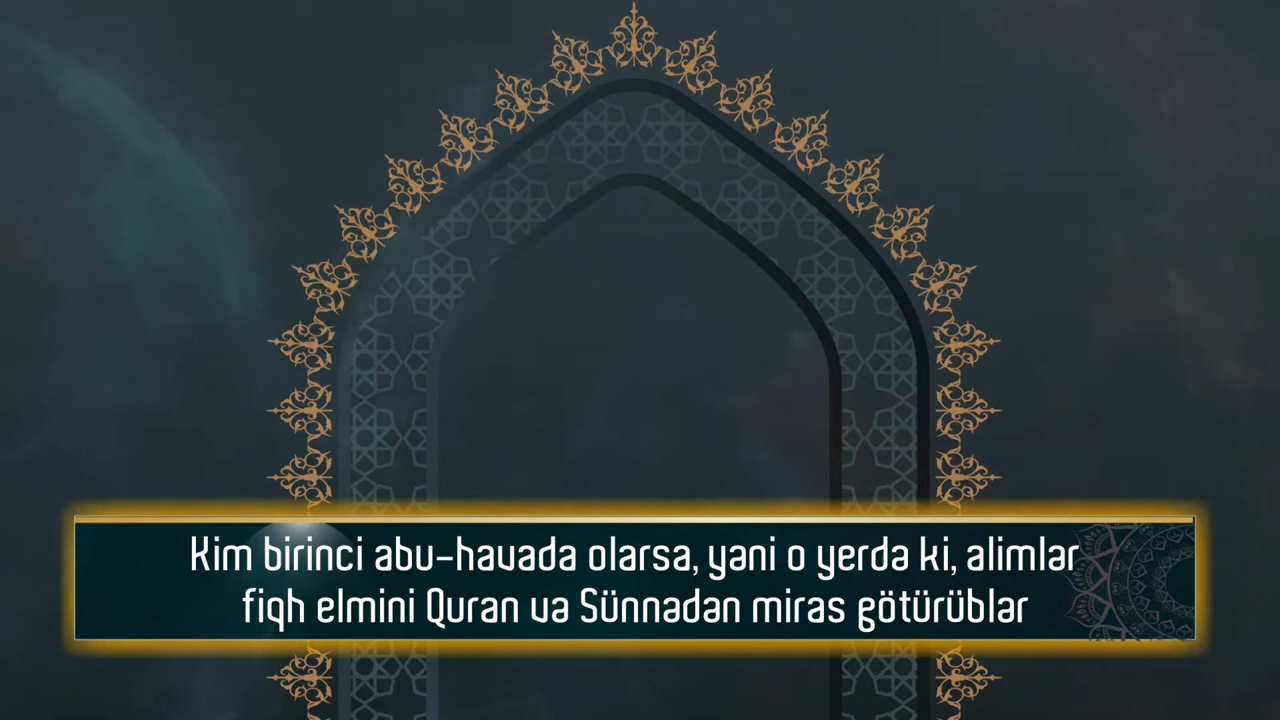 Kim birinci abu-havada olarsa, yani o yerda ki, alimlar
fiqh elmini Quran va Sünnadan miras götürüblar